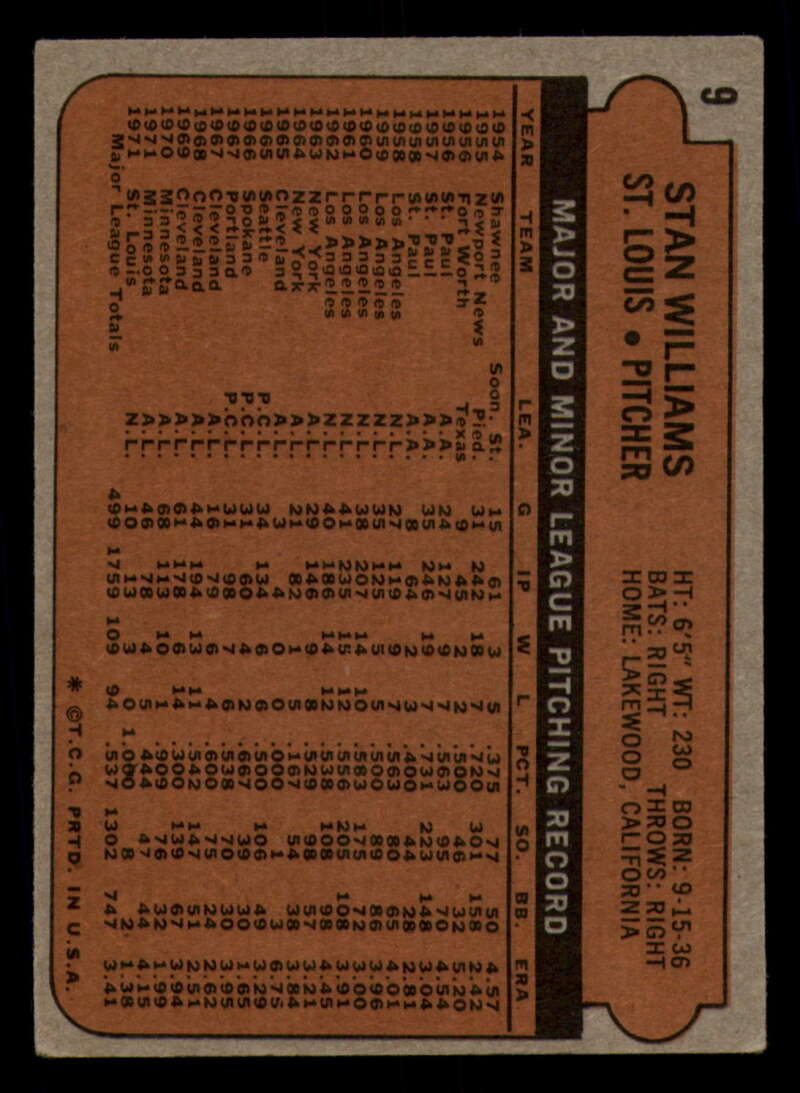 9
STAN WILLIAMS
ST. LOUIS • PITCHER
HT: 6'5" WT: 230 BORN: 9-15-36
BATS: RIGHT THROWS: RIGHT
HOME: LAKEWOOD, CALIFORNIA
MAJOR AND MINOR LEAGUE PITCHING RECORD
YEAR TEAM LEA. G IP W L PCT. SO. BB. ERA
1954 Shawnee Soon. St. 15 61 3 5 .375 77 50 4.57
1955 Newport News Pied. 31 242 18 7 .720 301 158 2.42
1956 Fort Worth Texas 9 45 2 2 .500 46 32 5.20
1956 St. Paul A.A. 24 127 9 7 .563 95 70 4.54
1957 St. Paul A.A. 35 246 19 7 .731 223 148 3.04
1958 St. Paul A.A. 8 64 2 3 .400 44 28 2.81
1958 Los Angeles N.L. 27 119 9 7 .563 80 65 4.01
1959 Los Angeles N.L. 35 125 5 5 .500 89 86 3.96
1960 Los Angeles N.L. 38 207 14 10 .583 175 72 3.00
1961 Los Angeles N.L. 41 235 15 12 .556 205 108 3.91
1962 Los Angeles N.L. 40 186 14 12 .538 108 98 4.45
1963 New York A.L. 29 146 9 8 .529 98 57 3.21
1964 New York A.L. 21 82 1 5 .167 54 38 3.84
1965 Cleveland A.L. 3 4 0 0 .000 1 3 6.75
1965 Seattle P.C.L. 34 134 6 6 .500 106 49 3.29
1966 Spokane P.C.L. 31 60 4 2 .667 39 30 1.65
1967 Portland P.C.L. 31 98 7 6 .538 70 30 3.95
1967 Cleveland A.L. 16 79 6 4 .600 75 24 2.62
1968 Cleveland A.L. 44 194 13 11 .542 147 51 2.51
1969 Cleveland A.L. 61 178 6 14 .300 139 67 3.94
1970 Minnesota A.L. 68 113 10 1 .909 76 32 1.99
1971 Minnesota A.L. 46 78 4 5 .444 47 44 4.15
1971 St. Louis N.L. 10 13 3 0 1.000 8 2 1.38
Major League Totals 499 1759 109 94 .537 1302 747 3.41
* ©T.C.G. PRTD. IN U.S.A.